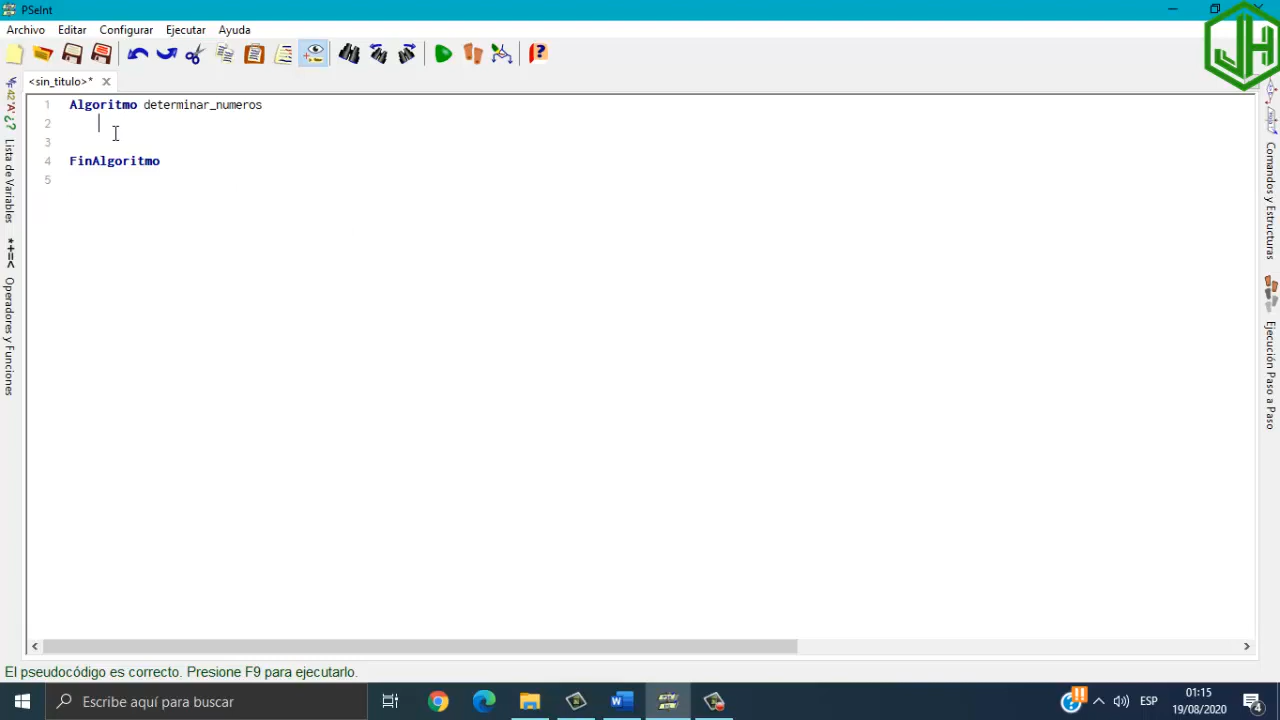 PSeInt
Archivo Editar Configurar Ejecutar Ayuda
<sin_titulo>*
1 Algoritmo determinar_numeros
2
3
4 FinAlgoritmo
5
Lista de Variables
*+=< Operadores y Funciones
Comandos y Estructuras
Ejecución Paso a Paso
JH
El pseudocódigo es correcto. Presione F9 para ejecutarlo.
Escribe aquí para buscar
ESP
01:15
19/08/2020
4